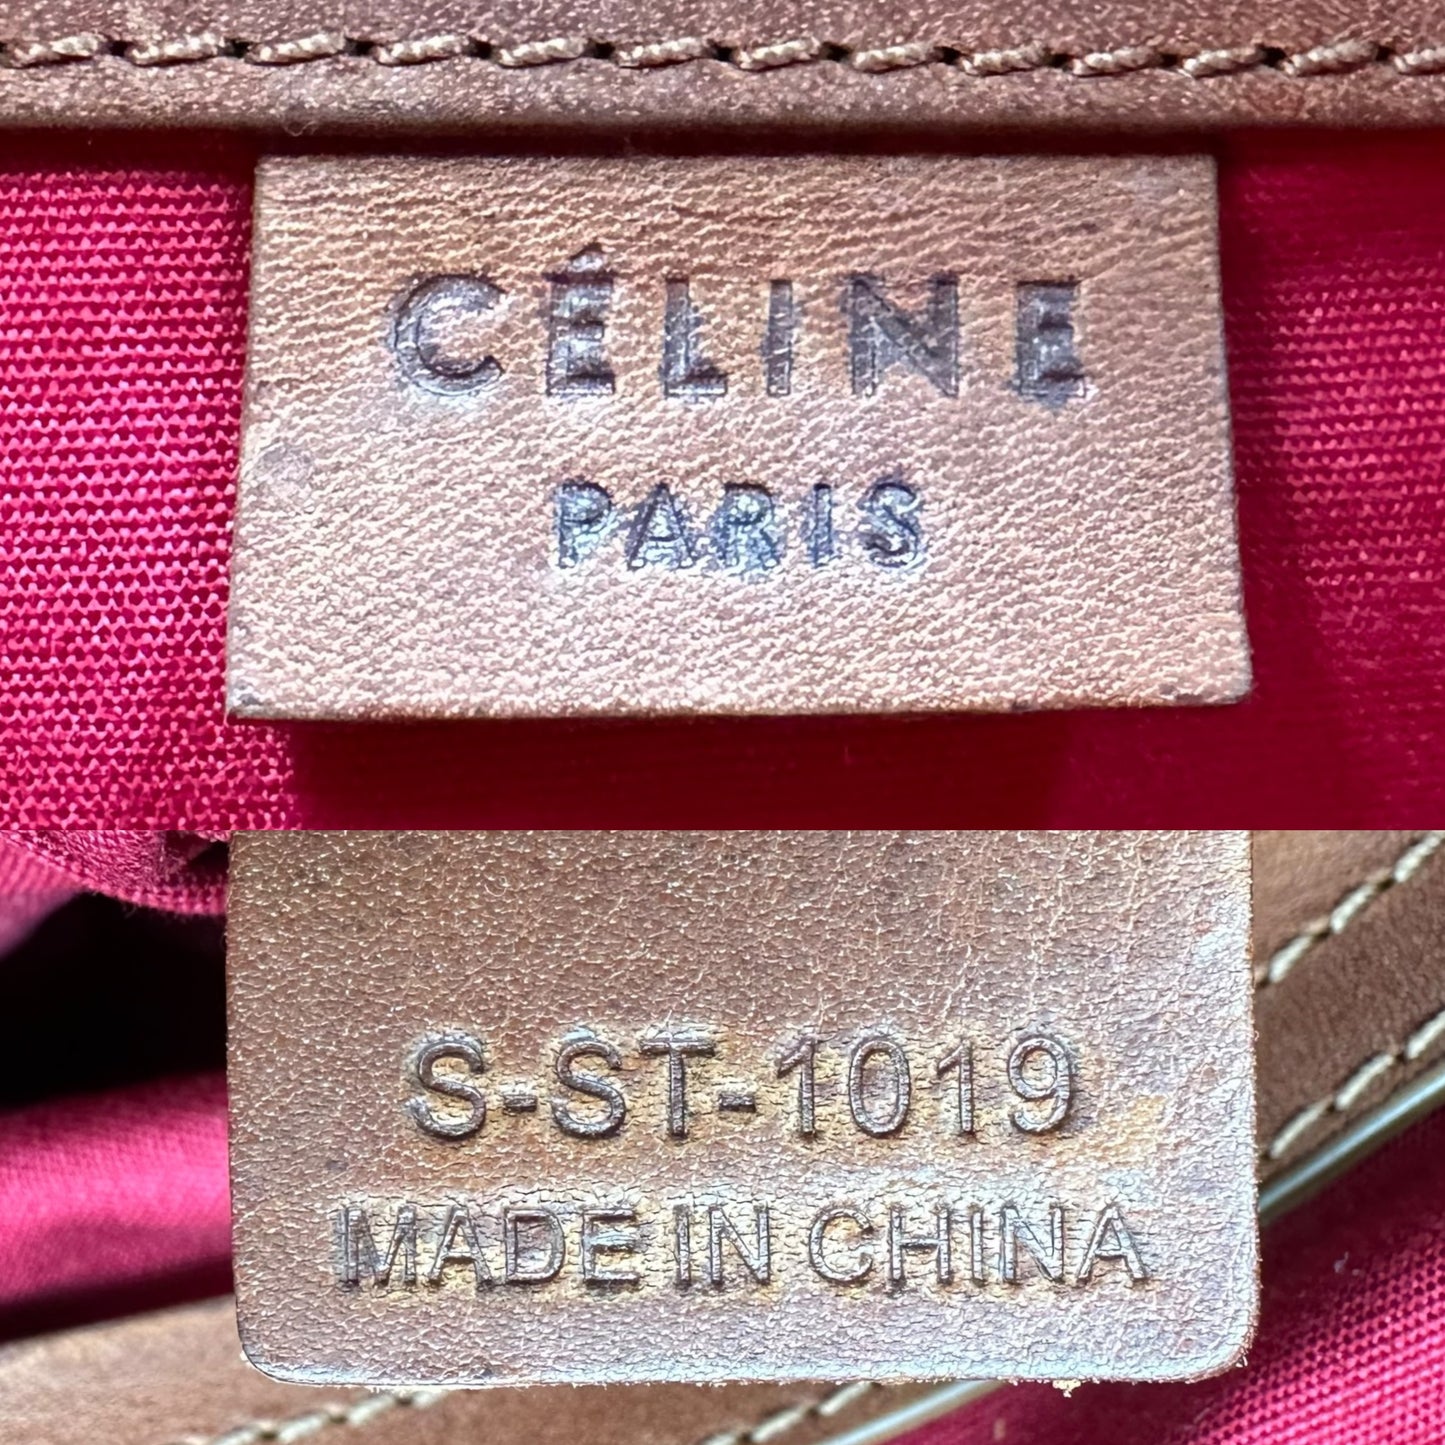 CÉLINE
PARIS
S-ST-1019
MADE IN CHINA